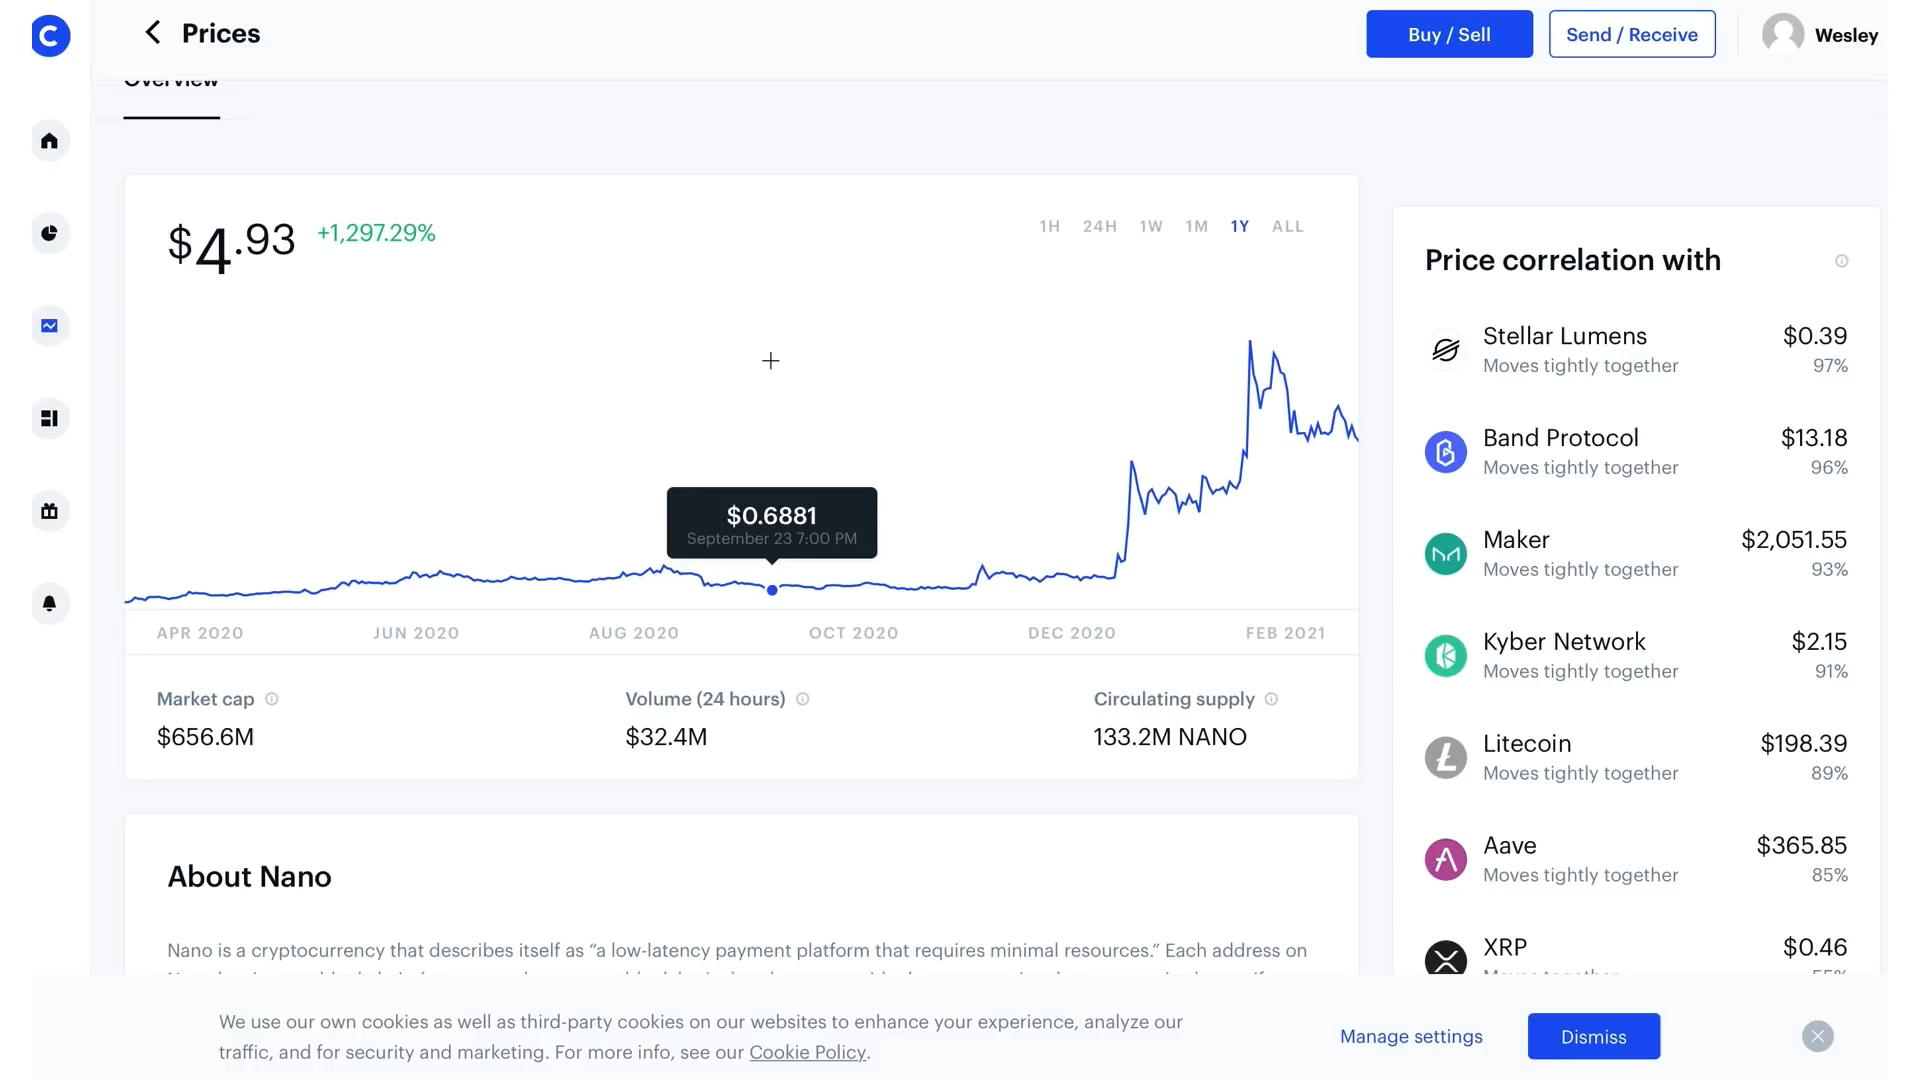 Prices
Buy / Sell
Send / Receive
Wesley
Overview
$4.93 +1,297.29%
1H 24H 1W 1M 1Y ALL
$0.6881
September 23 7:00 PM
APR 2020 JUN 2020 AUG 2020 OCT 2020 DEC 2020 FEB 2021
Market cap
$656.6M
Volume (24 hours)
$32.4M
Circulating supply
133.2M NANO
About Nano
Nano is a cryptocurrency that describes itself as “a low-latency payment platform that requires minimal resources.” Each address on
Price correlation with
Stellar Lumens $0.39
Moves tightly together 97%
Band Protocol $13.18
Moves tightly together 96%
Maker $2,051.55
Moves tightly together 93%
Kyber Network $2.15
Moves tightly together 91%
Litecoin $198.39
Moves tightly together 89%
Aave $365.85
Moves tightly together 85%
XRP $0.46
Moves together 55%
We use our own cookies as well as third-party cookies on our websites to enhance your experience, analyze our
traffic, and for security and marketing. For more info, see our Cookie Policy.
Manage settings
Dismiss